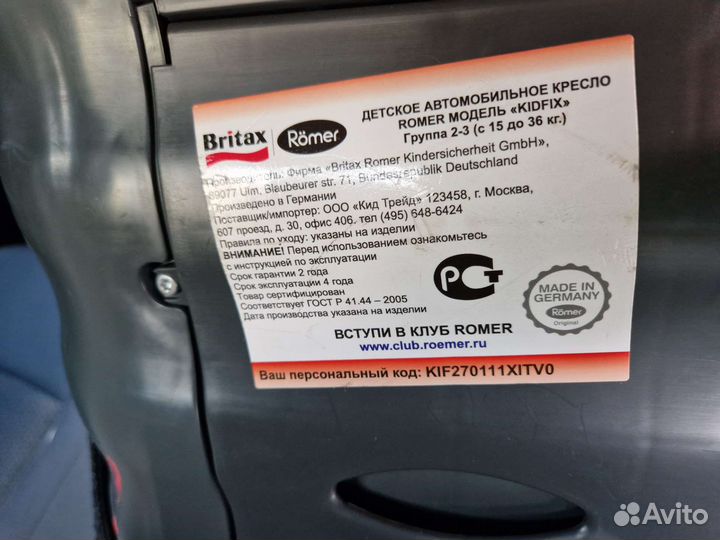 ДЕТСКОЕ АВТОМОБИЛЬНОЕ КРЕСЛО
ROMER МОДЕЛЬ «KIDFIX»
Группа 2-3 (с 15 до 36 кг.)
Britax Römer
Производитель: Фирма «Britax Romer Kindersicherheit GmbH»,
89077 Ulm. Blaubeurer str. 71, Bundesrepublik Deutschland
Произведено в Германии
Поставщик/импортер: ООО «Кид Трейд» 123458, г. Москва,
607 проезд, д. 30, офис 406. тел (495) 648-6424
Правила по уходу: указаны на изделии
ВНИМАНИЕ! Перед использованием ознакомьтесь
с инструкцией по эксплуатации
Срок гарантии 2 года
Срок эксплуатации 4 года
Товар сертифицирован
Соответствует ГОСТ Р 41.44 – 2005
Дата производства указана на изделии
РСТ
MADE IN
GERMANY
Römer
Original
ВСТУПИ В КЛУБ ROMER
www.club.roemer.ru
Ваш персональный код: KIF270111XITV0
Avito